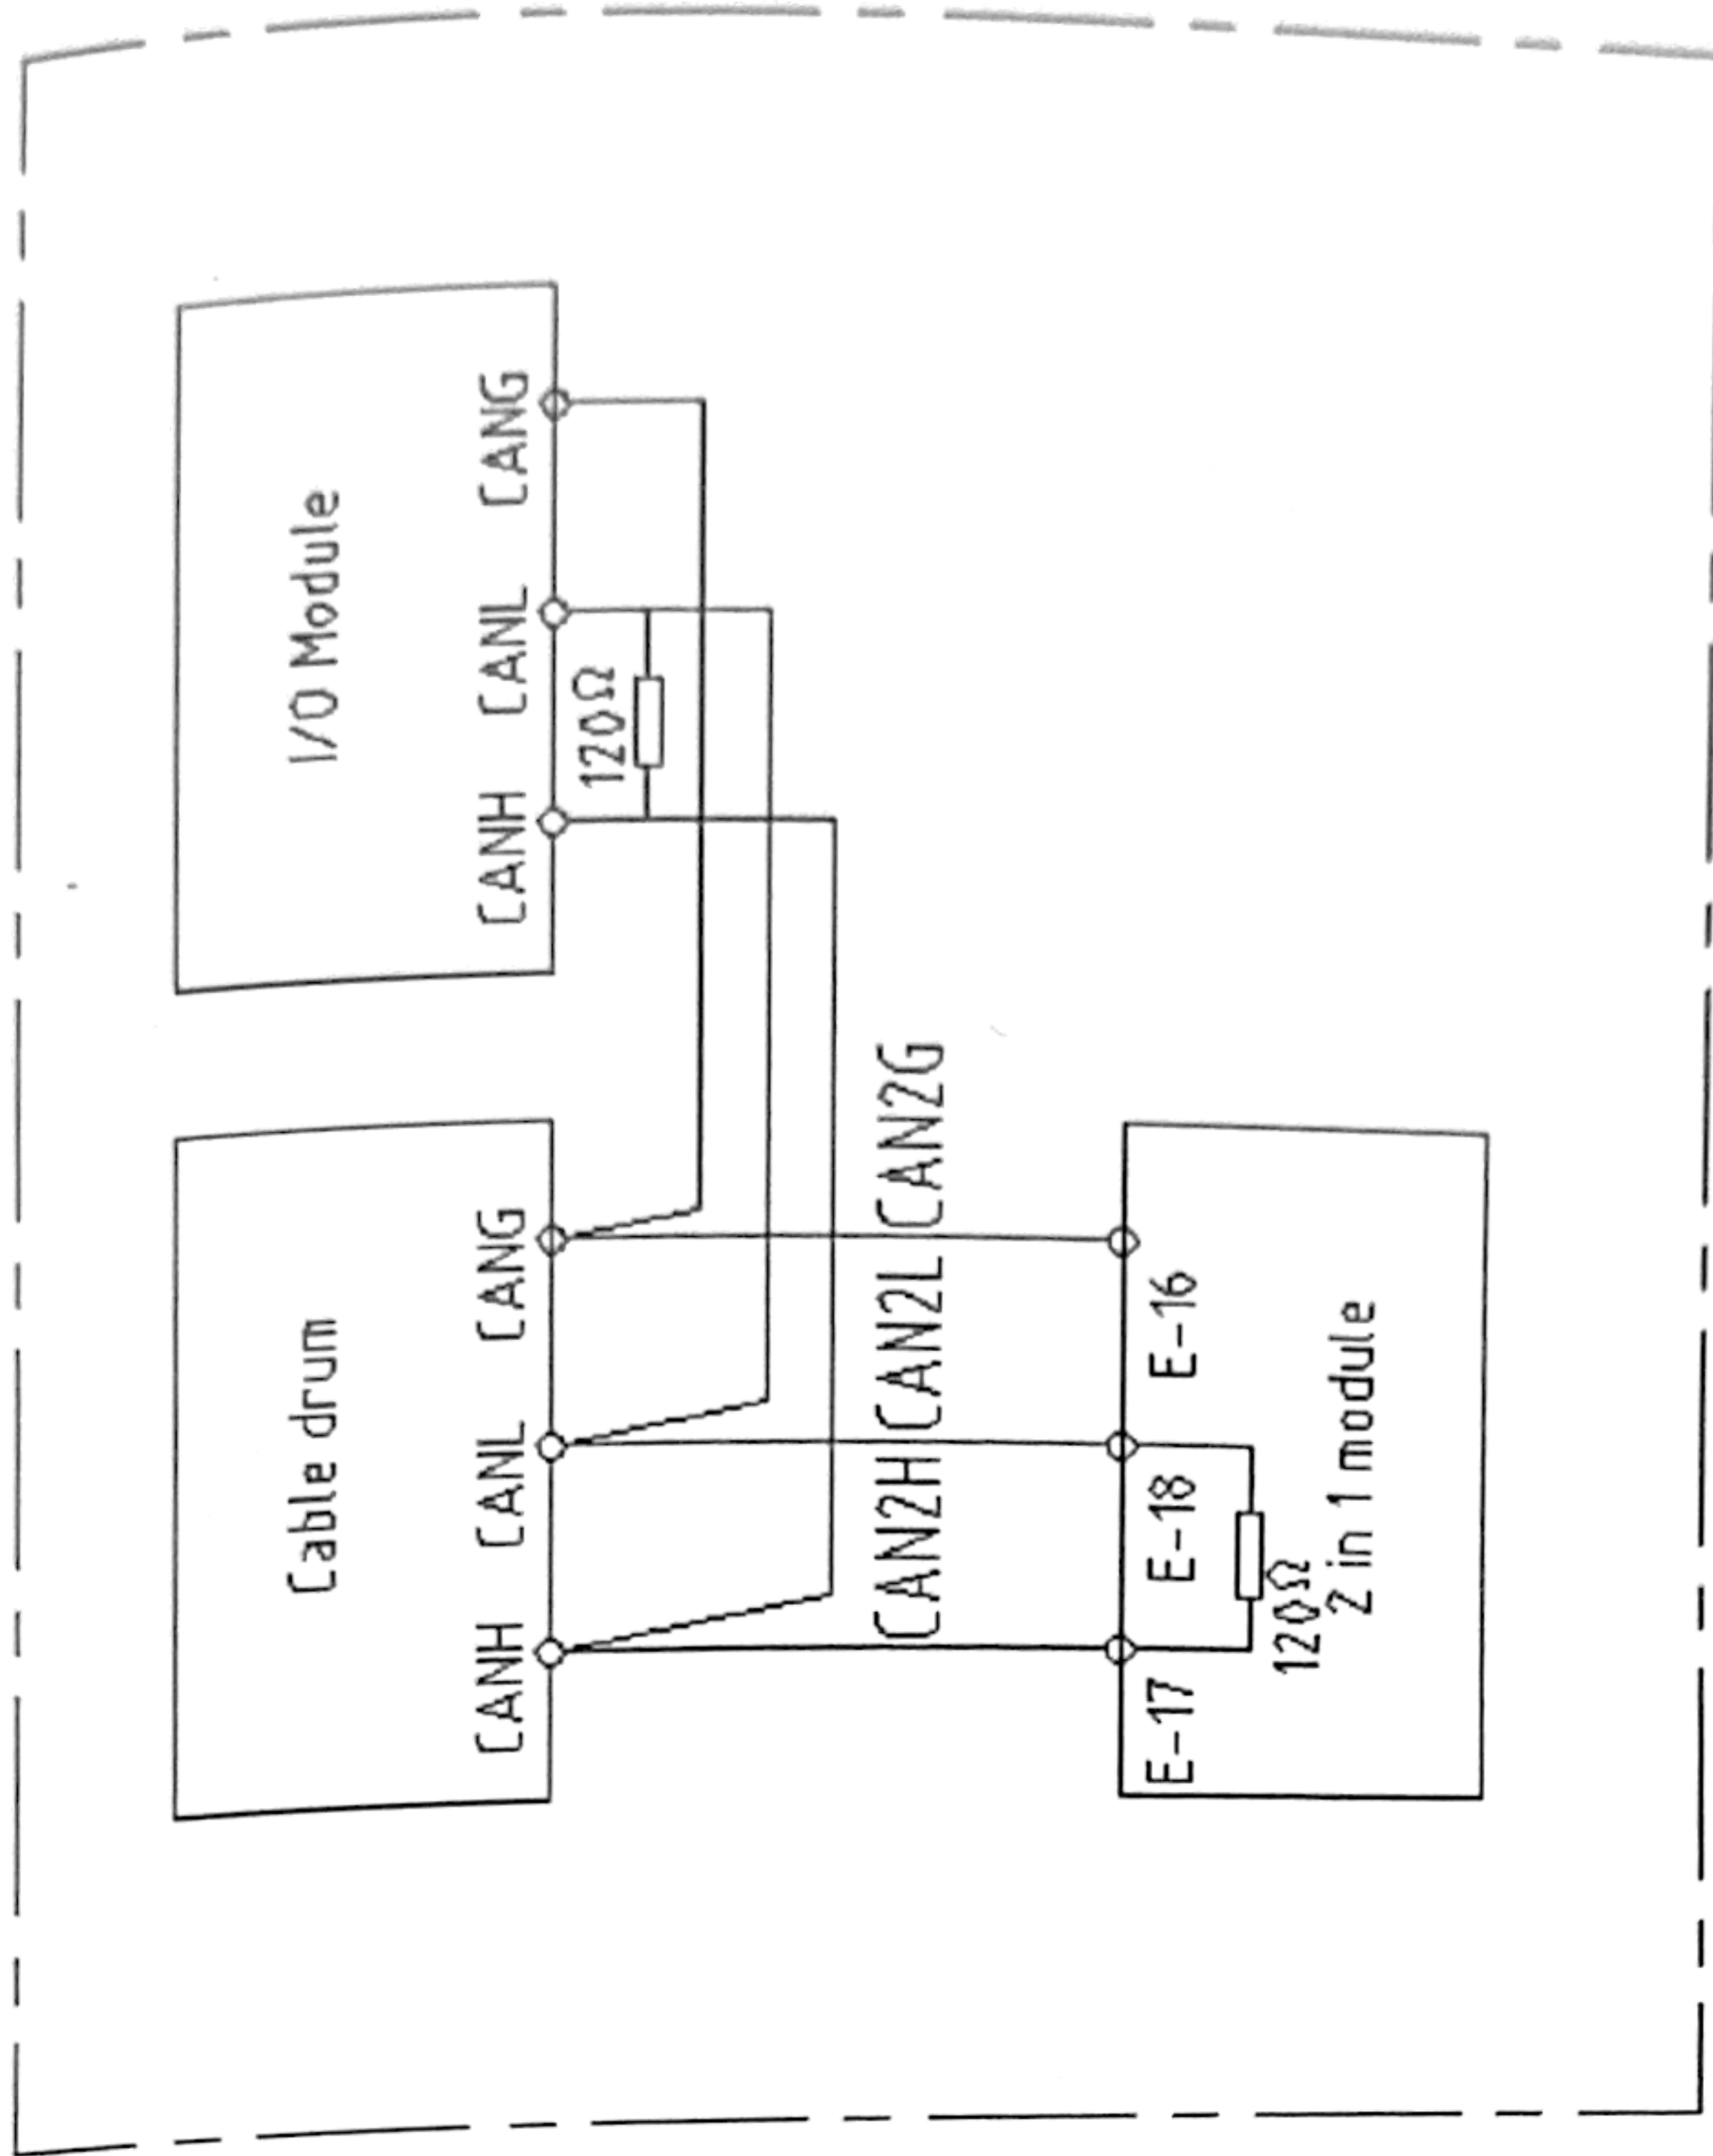 Cable drum
I/O Module
CANH CANL CANG
CANH CANL CANG
120Ω
CAN2H CAN2L CAN2G
E-17 E-18 E-16
120Ω
2 in 1 module